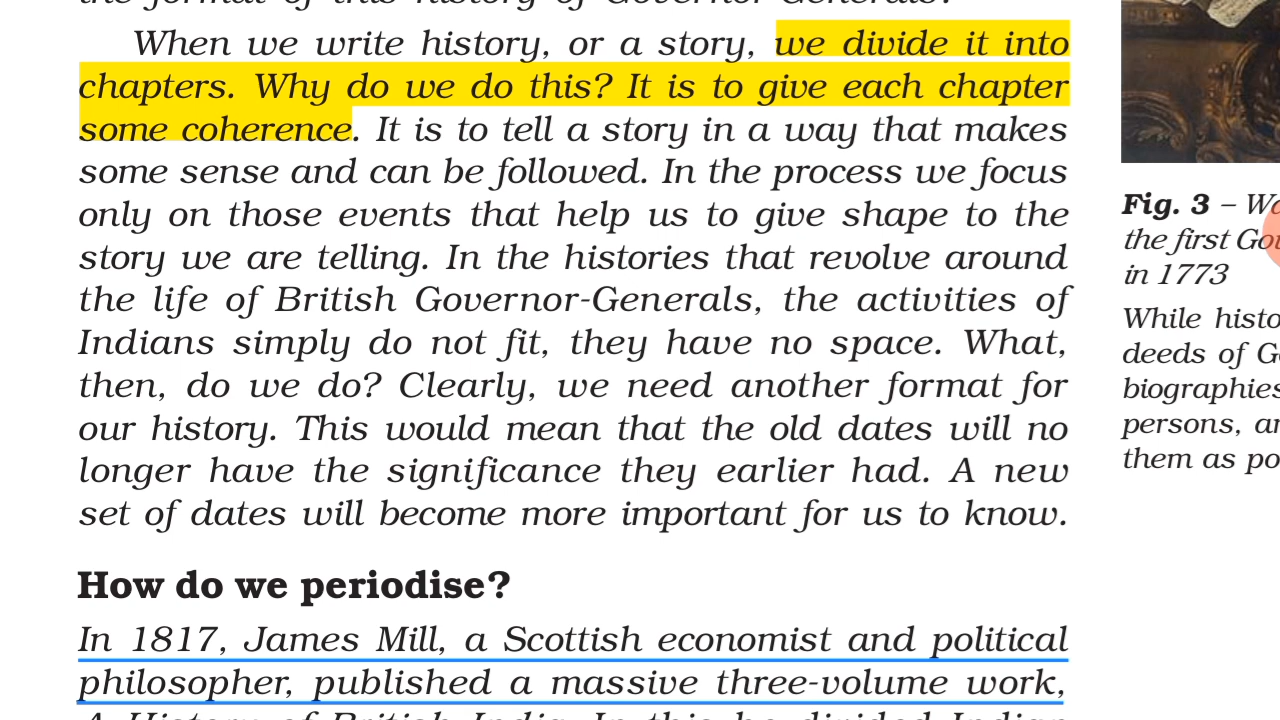 When we write history, or a story, we divide it into
chapters. Why do we do this? It is to give each chapter
some coherence. It is to tell a story in a way that makes
some sense and can be followed. In the process we focus
only on those events that help us to give shape to the
story we are telling. In the histories that revolve around
the life of British Governor-Generals, the activities of
Indians simply do not fit, they have no space. What,
then, do we do? Clearly, we need another format for
our history. This would mean that the old dates will no
longer have the significance they earlier had. A new
set of dates will become more important for us to know.
How do we periodise?
In 1817, James Mill, a Scottish economist and political
philosopher, published a massive three-volume work,
Fig. 3 –
the first
in 1773
While
deeds of
biographies
persons,
them as